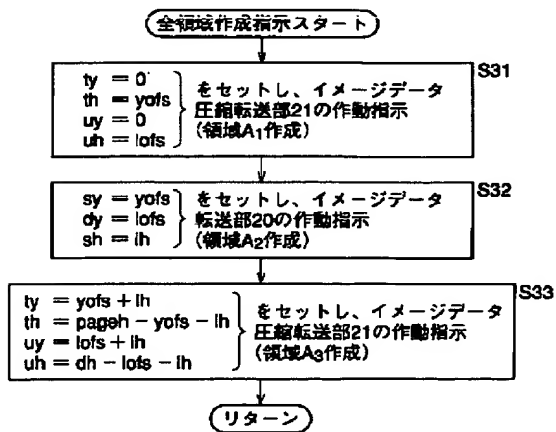 全領域作成指示スタート
S31
ty = 0
th = yofs
uy = 0
uh = lofs
をセットし、イメージデータ
圧縮転送部21の作動指示
(領域A1作成)
S32
sy = yofs
dy = lofs
sh = lh
をセットし、イメージデータ
転送部20の作動指示
(領域A2作成)
S33
ty = yofs + lh
th = pageh − yofs − lh
uy = lofs + lh
uh = dh − lofs − lh
をセットし、イメージデータ
圧縮転送部21の作動指示
(領域A3作成)
リターン